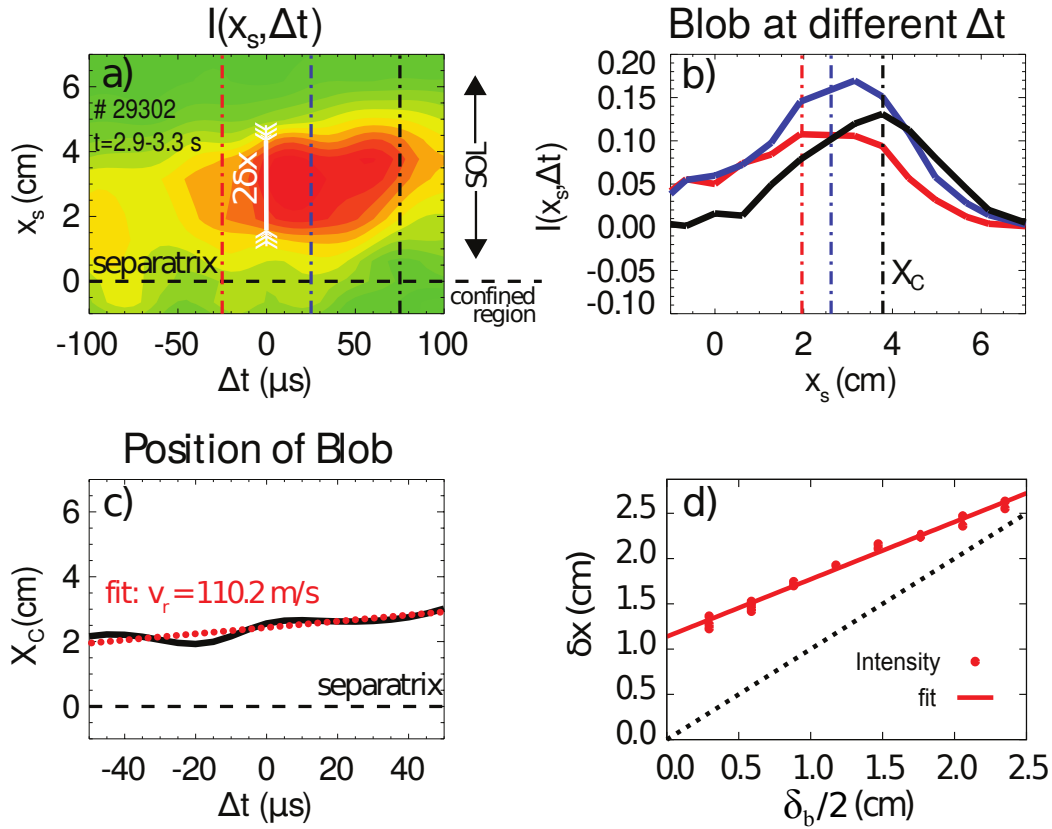 I(xₛ,Δt)
a)
# 29302
t=2.9-3.3 s
2δx
separatrix
SOL
confined
region
6
4
2
0
xₛ (cm)
-100
-50
0
50
100
Δt (μs)
Blob at different Δt
b)
0.20
0.15
0.10
0.05
0.00
-0.05
-0.10
I(xₛ,Δt)
X_C
0
2
4
6
xₛ (cm)
Position of Blob
c)
6
4
2
0
X_C(cm)
fit: vᵣ=110.2 m/s
separatrix
-40
-20
0
20
40
Δt (μs)
d)
2.5
2.0
1.5
1.0
0.5
0.0
δx (cm)
Intensity
fit
0.0
0.5
1.0
1.5
2.0
2.5
δ_b/2 (cm)